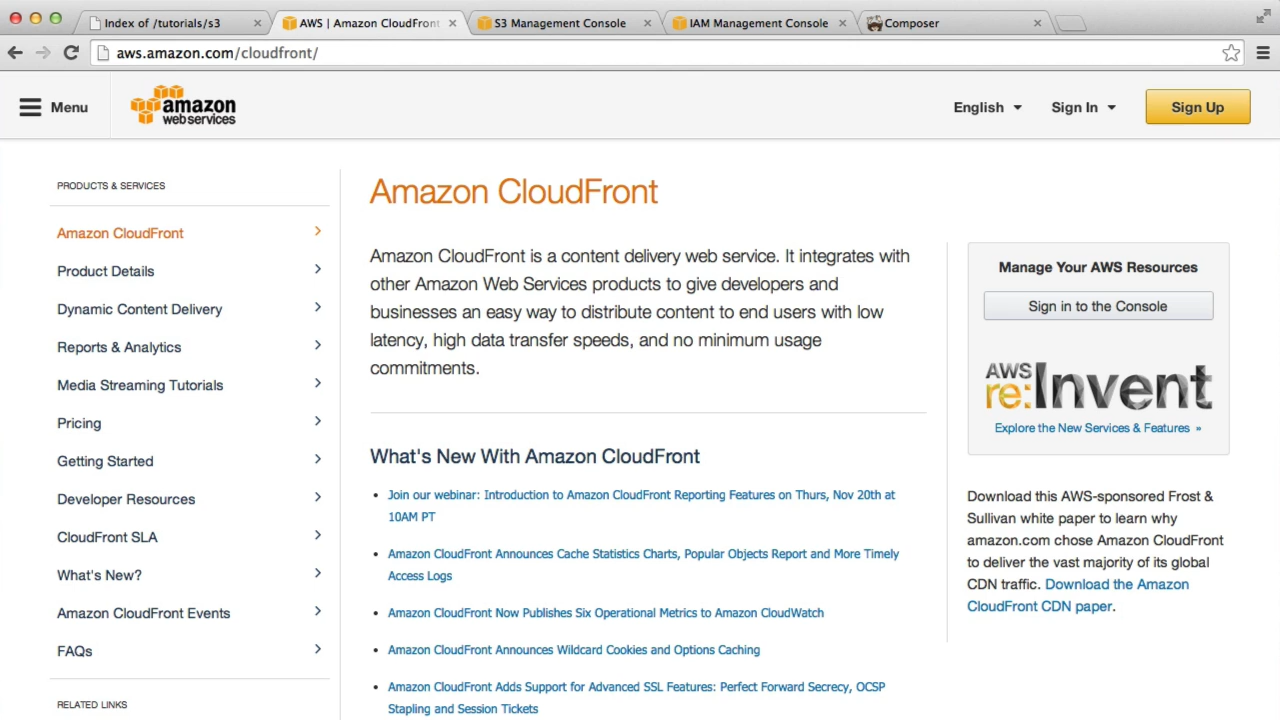 Index of /tutorials/s3
AWS | Amazon CloudFront
S3 Management Console
IAM Management Console
Composer
aws.amazon.com/cloudfront/
Menu
amazon
web services
English
Sign In
Sign Up
PRODUCTS & SERVICES
Amazon CloudFront
Product Details
Dynamic Content Delivery
Reports & Analytics
Media Streaming Tutorials
Pricing
Getting Started
Developer Resources
CloudFront SLA
What's New?
Amazon CloudFront Events
FAQs
RELATED LINKS
Amazon CloudFront
Amazon CloudFront is a content delivery web service. It integrates with
other Amazon Web Services products to give developers and
businesses an easy way to distribute content to end users with low
latency, high data transfer speeds, and no minimum usage
commitments.
What's New With Amazon CloudFront
• Join our webinar: Introduction to Amazon CloudFront Reporting Features on Thurs, Nov 20th at
10AM PT
• Amazon CloudFront Announces Cache Statistics Charts, Popular Objects Report and More Timely
Access Logs
• Amazon CloudFront Now Publishes Six Operational Metrics to Amazon CloudWatch
• Amazon CloudFront Announces Wildcard Cookies and Options Caching
• Amazon CloudFront Adds Support for Advanced SSL Features: Perfect Forward Secrecy, OCSP
Stapling and Session Tickets
Manage Your AWS Resources
Sign in to the Console
AWS
re:Invent
Explore the New Services & Features »
Download this AWS-sponsored Frost &
Sullivan white paper to learn why
amazon.com chose Amazon CloudFront
to deliver the vast majority of its global
CDN traffic. Download the Amazon
CloudFront CDN paper.